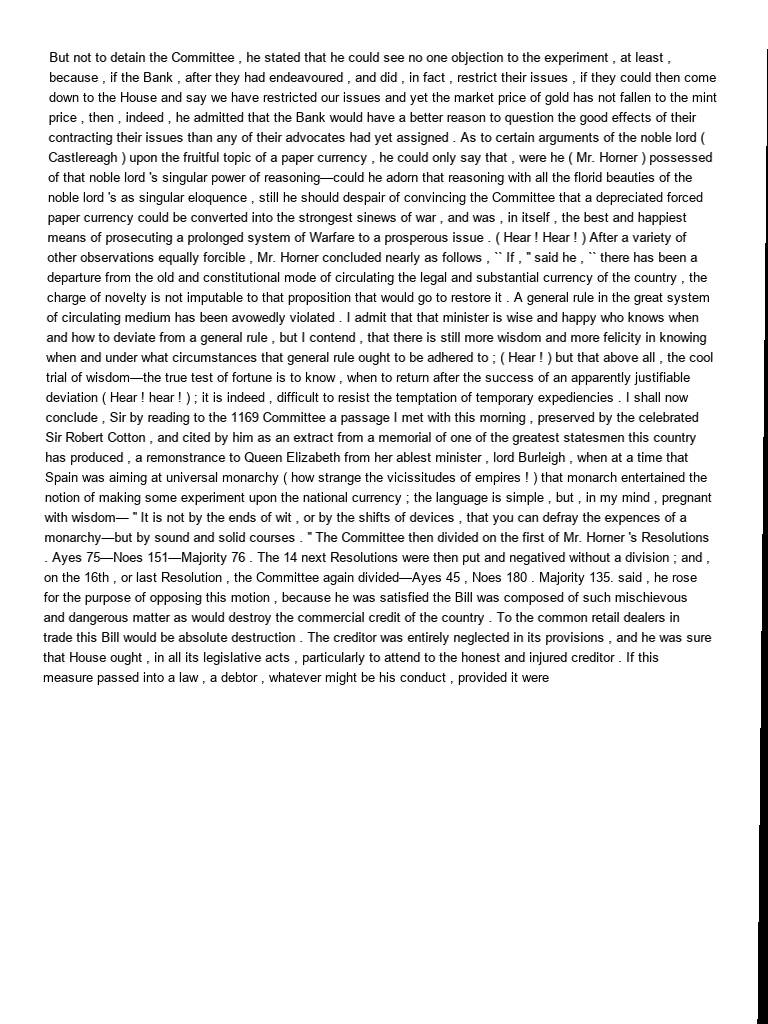 But not to detain the Committee , he stated that he could see no one objection to the experiment , at least ,
because , if the Bank , after they had endeavoured , and did , in fact , restrict their issues , if they could then come
down to the House and say we have restricted our issues and yet the market price of gold has not fallen to the mint
price , then , indeed , he admitted that the Bank would have a better reason to question the good effects of their
contracting their issues than any of their advocates had yet assigned . As to certain arguments of the noble lord (
Castlereagh ) upon the fruitful topic of a paper currency , he could only say that , were he ( Mr. Horner ) possessed
of that noble lord 's singular power of reasoning—could he adorn that reasoning with all the florid beauties of the
noble lord 's as singular eloquence , still he should despair of convincing the Committee that a depreciated forced
paper currency could be converted into the strongest sinews of war , and was , in itself , the best and happiest
means of prosecuting a prolonged system of Warfare to a prosperous issue . ( Hear ! Hear ! ) After a variety of
other observations equally forcible , Mr. Horner concluded nearly as follows , `` If , " said he , `` there has been a
departure from the old and constitutional mode of circulating the legal and substantial currency of the country , the
charge of novelty is not imputable to that proposition that would go to restore it . A general rule in the great system
of circulating medium has been avowedly violated . I admit that that minister is wise and happy who knows when
and how to deviate from a general rule , but I contend , that there is still more wisdom and more felicity in knowing
when and under what circumstances that general rule ought to be adhered to ; ( Hear ! ) but that above all , the cool
trial of wisdom—the true test of fortune is to know , when to return after the success of an apparently justifiable
deviation ( Hear ! hear ! ) ; it is indeed , difficult to resist the temptation of temporary expediencies . I shall now
conclude , Sir by reading to the 1169 Committee a passage I met with this morning , preserved by the celebrated
Sir Robert Cotton , and cited by him as an extract from a memorial of one of the greatest statesmen this country
has produced , a remonstrance to Queen Elizabeth from her ablest minister , lord Burleigh , when at a time that
Spain was aiming at universal monarchy ( how strange the vicissitudes of empires ! ) that monarch entertained the
notion of making some experiment upon the national currency ; the language is simple , but , in my mind , pregnant
with wisdom— " It is not by the ends of wit , or by the shifts of devices , that you can defray the expences of a
monarchy—but by sound and solid courses . " The Committee then divided on the first of Mr. Horner 's Resolutions
. Ayes 75—Noes 151—Majority 76 . The 14 next Resolutions were then put and negatived without a division ; and ,
on the 16th , or last Resolution , the Committee again divided—Ayes 45 , Noes 180 . Majority 135. said , he rose
for the purpose of opposing this motion , because he was satisfied the Bill was composed of such mischievous
and dangerous matter as would destroy the commercial credit of the country . To the common retail dealers in
trade this Bill would be absolute destruction . The creditor was entirely neglected in its provisions , and he was sure
that House ought , in all its legislative acts , particularly to attend to the honest and injured creditor . If this
measure passed into a law , a debtor , whatever might be his conduct , provided it were